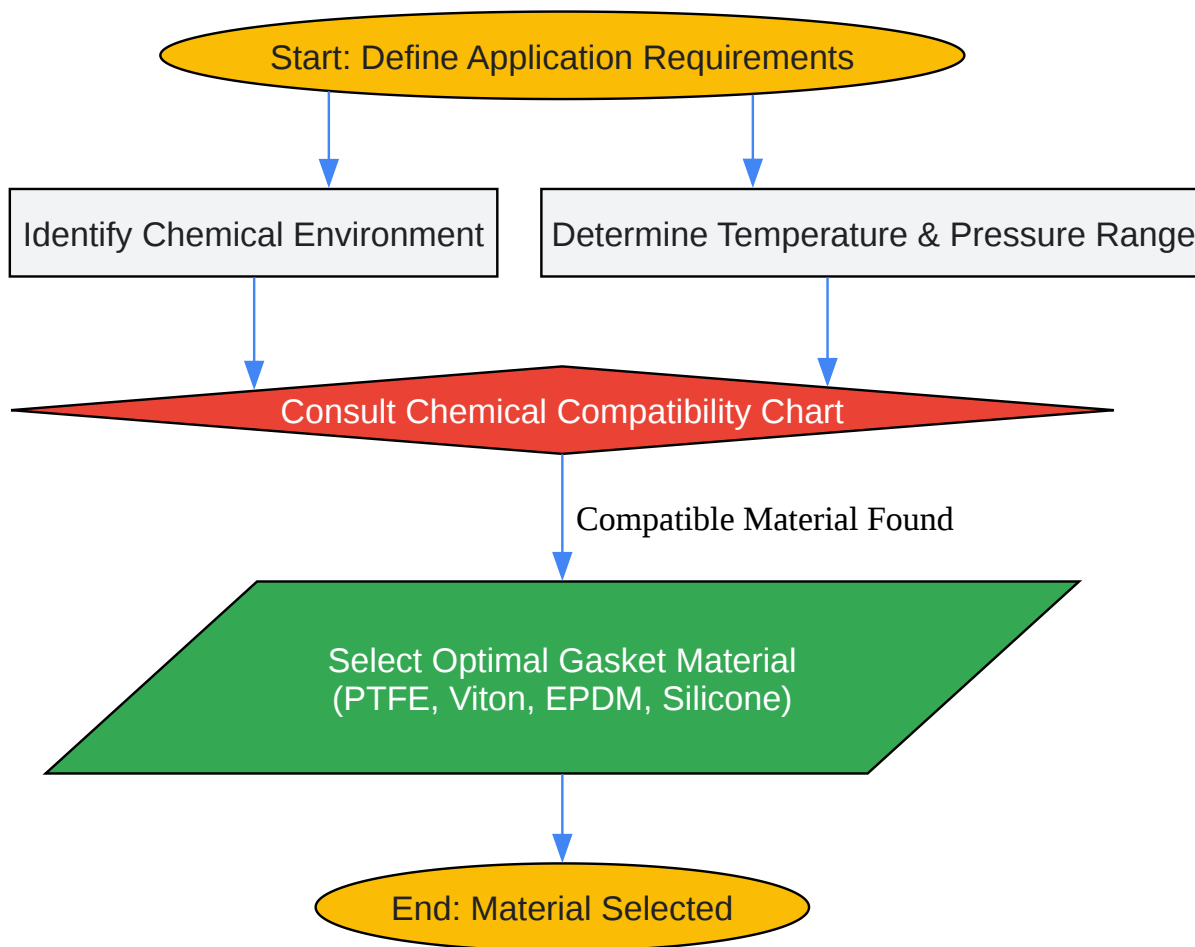 Start: Define Application Requirements
Identify Chemical Environment
Determine Temperature & Pressure Range
Consult Chemical Compatibility Chart
Compatible Material Found
Select Optimal Gasket Material
(PTFE, Viton, EPDM, Silicone)
End: Material Selected